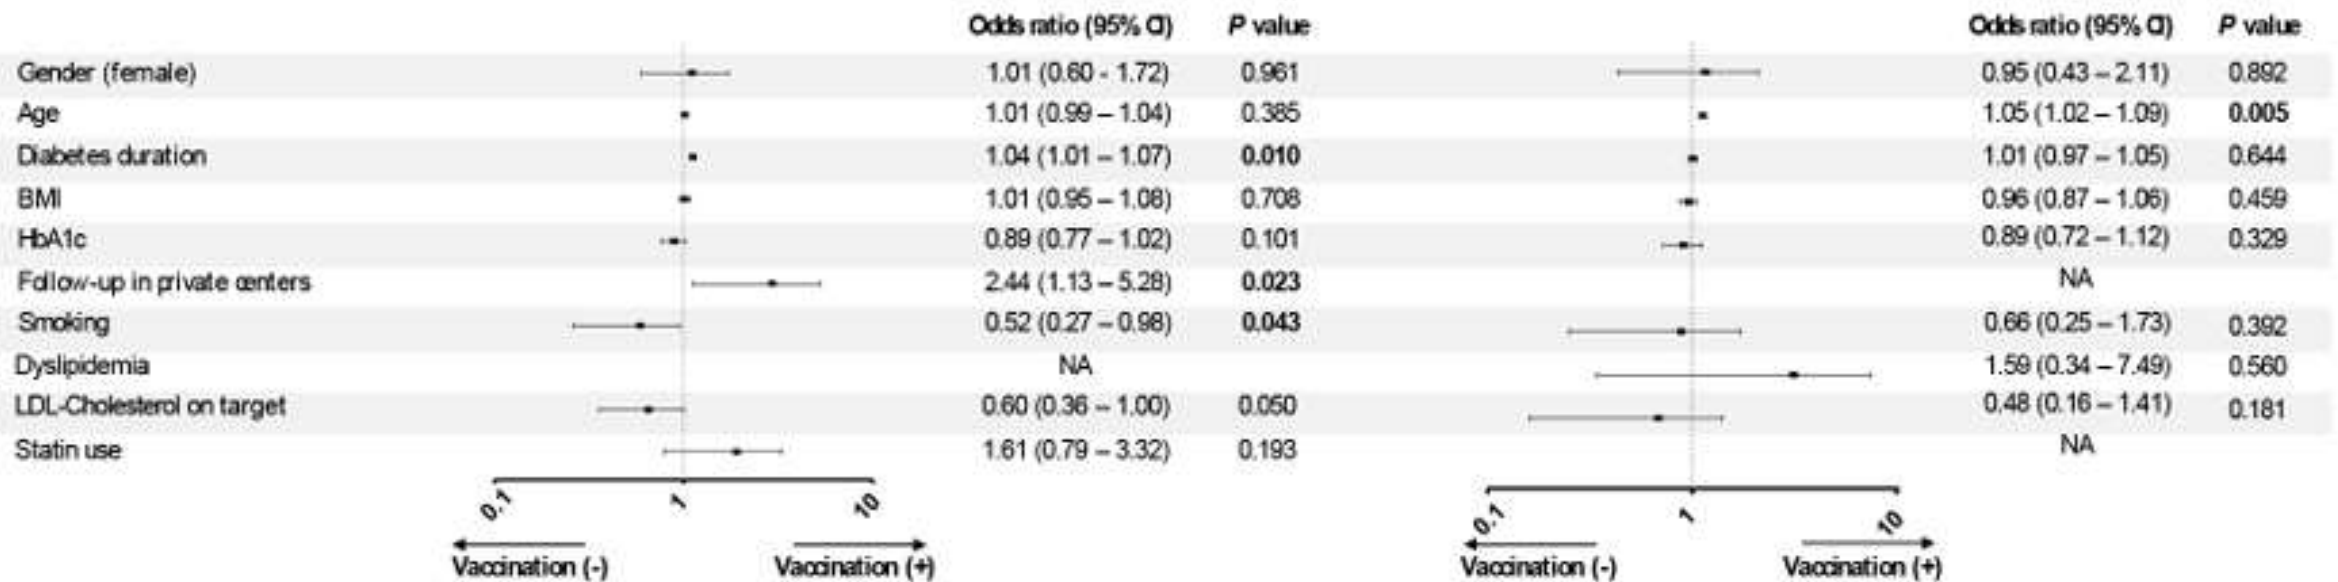 Odds ratio (95% CI) P value Odds ratio (95% CI) P value
Gender (female) 1.01 (0.60 - 1.72) 0.961 0.95 (0.43 – 2.11) 0.892
Age 1.01 (0.99 – 1.04) 0.385 1.05 (1.02 – 1.09) 0.005
Diabetes duration 1.04 (1.01 – 1.07) 0.010 1.01 (0.97 – 1.05) 0.644
BMI 1.01 (0.95 – 1.08) 0.708 0.96 (0.87 – 1.06) 0.459
HbA1c 0.89 (0.77 – 1.02) 0.101 0.89 (0.72 – 1.12) 0.329
Follow-up in private centers 2.44 (1.13 – 5.28) 0.023 NA
Smoking 0.52 (0.27 – 0.98) 0.043 0.66 (0.25 – 1.73) 0.392
Dyslipidemia NA 1.59 (0.34 – 7.49) 0.560
LDL-Cholesterol on target 0.60 (0.36 – 1.00) 0.050 0.48 (0.16 – 1.41) 0.181
Statin use 1.61 (0.79 – 3.32) 0.193 NA
0.1 1 10 0.1 1 10
Vaccination (-) Vaccination (+) Vaccination (-) Vaccination (+)